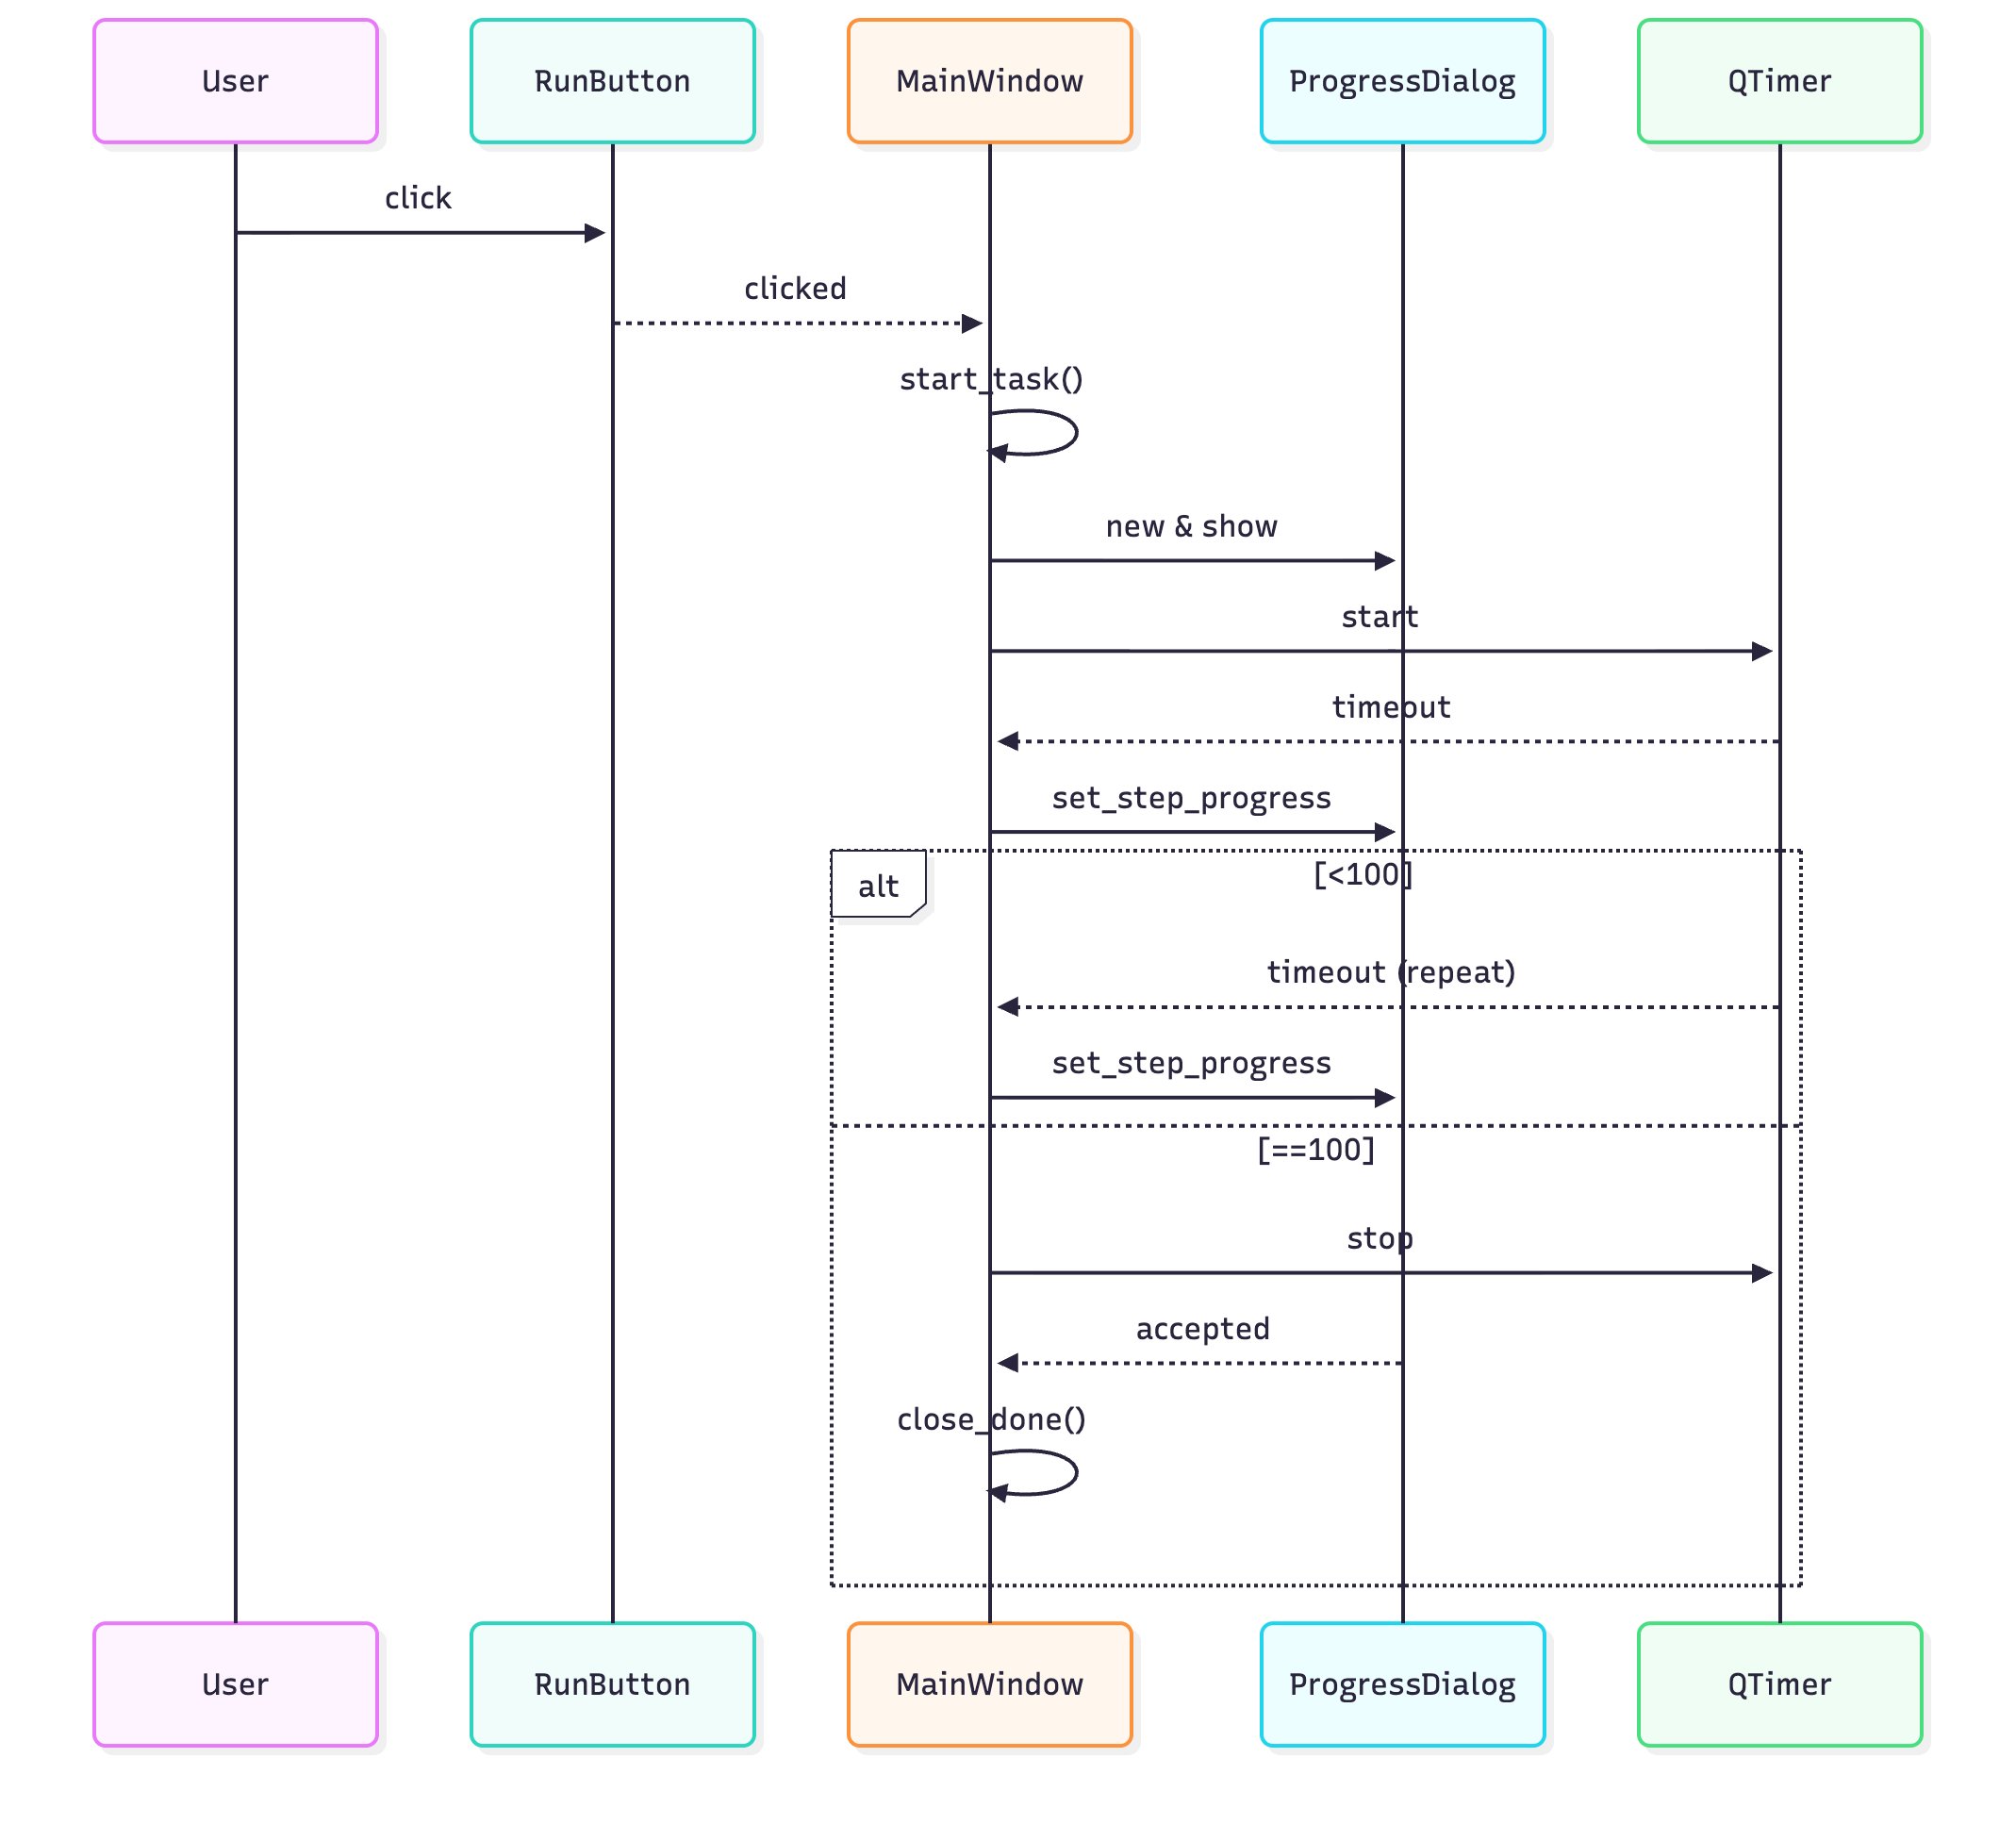 User
RunButton
MainWindow
ProgressDialog
QTimer
click
clicked
start_task()
new & show
start
timeout
set_step_progress
alt
[<100]
timeout (repeat)
set_step_progress
[==100]
stop
accepted
close_done()
User
RunButton
MainWindow
ProgressDialog
QTimer